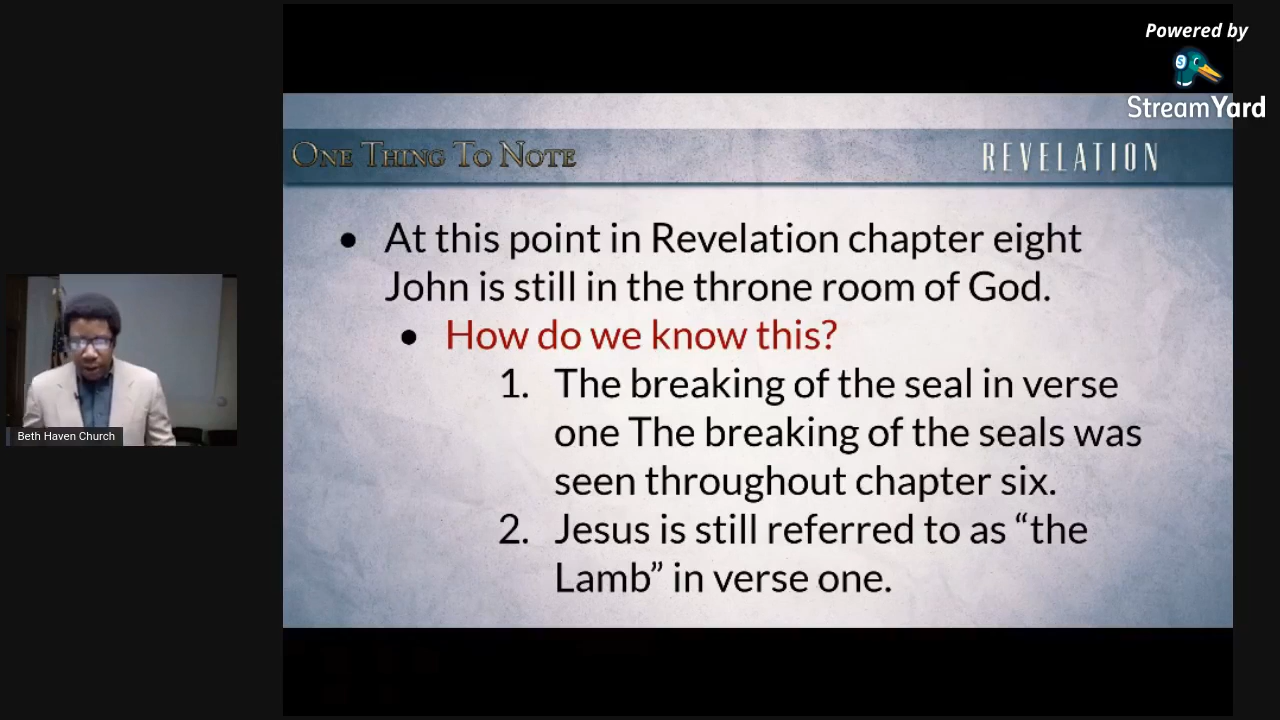 Powered by
StreamYard
One Thing To Note
REVELATION
• At this point in Revelation chapter eight
John is still in the throne room of God.
• How do we know this?
1. The breaking of the seal in verse
one The breaking of the seals was
seen throughout chapter six.
2. Jesus is still referred to as “the
Lamb” in verse one.
Beth Haven Church